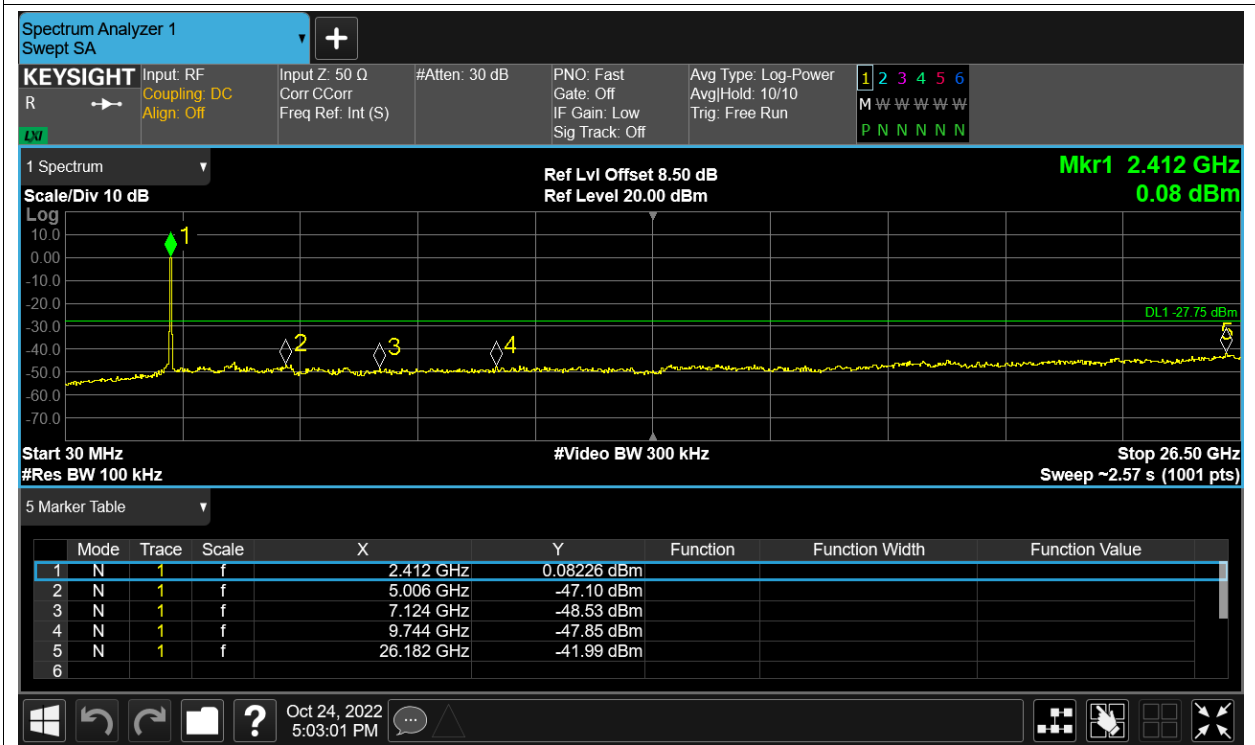 Spectrum Analyzer 1
Swept SA
KEYSIGHT
R
LXI
Input: RF
Coupling: DC
Align: Off
Input Z: 50 Ω
Corr CCorr
Freq Ref: Int (S)
#Atten: 30 dB
PNO: Fast
Gate: Off
IF Gain: Low
Sig Track: Off
Avg Type: Log-Power
Avg|Hold: 10/10
Trig: Free Run
1 2 3 4 5 6
M W W W W W
P N N N N N
1 Spectrum
Scale/Div 10 dB
Ref Lvl Offset 8.50 dB
Ref Level 20.00 dBm
Mkr1 2.412 GHz
0.08 dBm
Log
10.0
0.00
-10.0
-20.0
-30.0
-40.0
-50.0
-60.0
-70.0
1
2
3
4
5
DL1 -27.75 dBm
Start 30 MHz
#Video BW 300 kHz
Stop 26.50 GHz
#Res BW 100 kHz
Sweep ~2.57 s (1001 pts)
5 Marker Table
Mode Trace Scale X Y Function Function Width Function Value
1 N 1 f 2.412 GHz 0.08226 dBm
2 N 1 f 5.006 GHz -47.10 dBm
3 N 1 f 7.124 GHz -48.53 dBm
4 N 1 f 9.744 GHz -47.85 dBm
5 N 1 f 26.182 GHz -41.99 dBm
6
?
Oct 24, 2022
5:03:01 PM